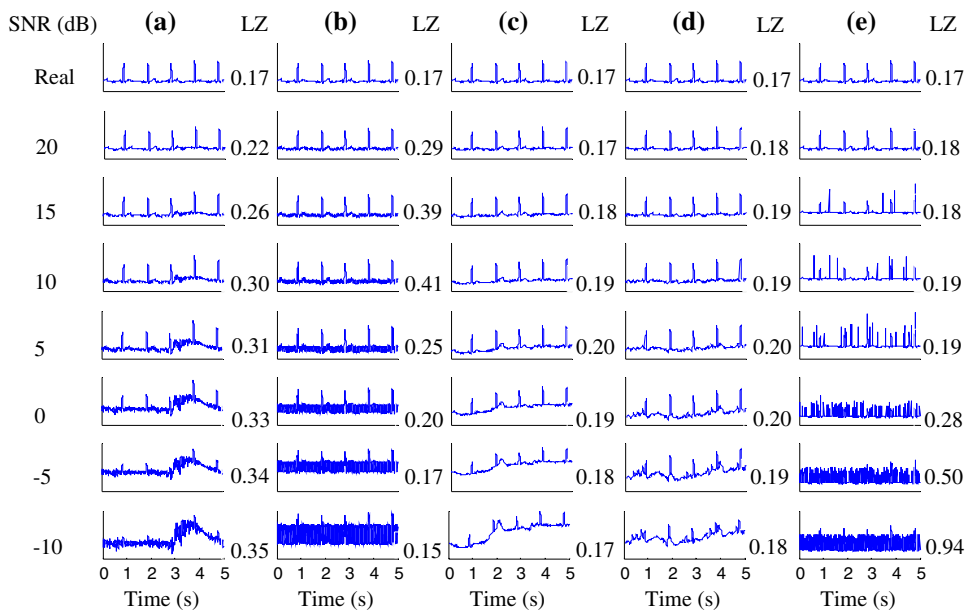 SNR (dB) (a) LZ (b) LZ (c) LZ (d) LZ (e) LZ
Real 0.17 0.17 0.17 0.17 0.17
20 0.22 0.29 0.17 0.18 0.18
15 0.26 0.39 0.18 0.19 0.18
10 0.30 0.41 0.19 0.19 0.19
5 0.31 0.25 0.20 0.20 0.19
0 0.33 0.20 0.19 0.20 0.28
-5 0.34 0.17 0.18 0.19 0.50
-10 0.35 0.15 0.17 0.18 0.94
0 1 2 3 4 5 0 1 2 3 4 5 0 1 2 3 4 5 0 1 2 3 4 5 0 1 2 3 4 5
Time (s) Time (s) Time (s) Time (s) Time (s)